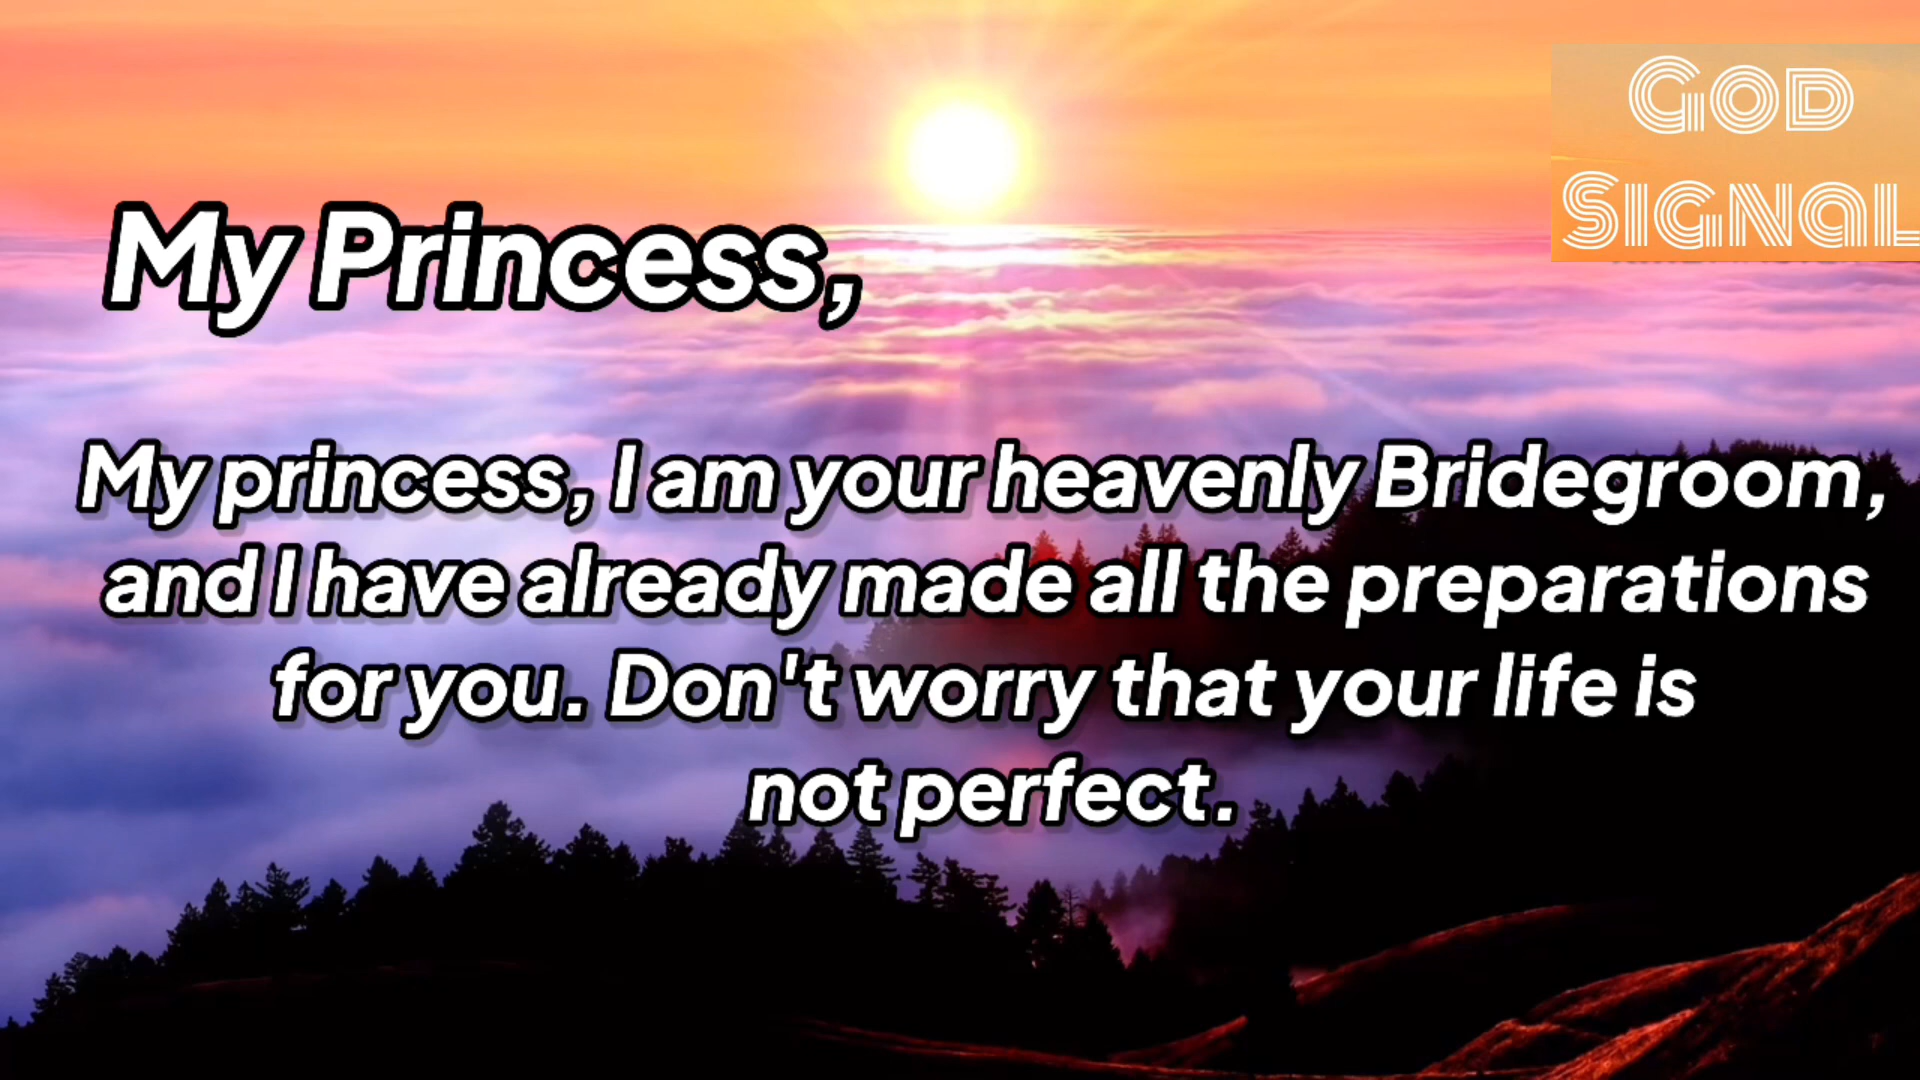 God
Signal
My Princess,
My princess, I am your heavenly Bridegroom,
and I have already made all the preparations
for you. Don't worry that your life is
not perfect.